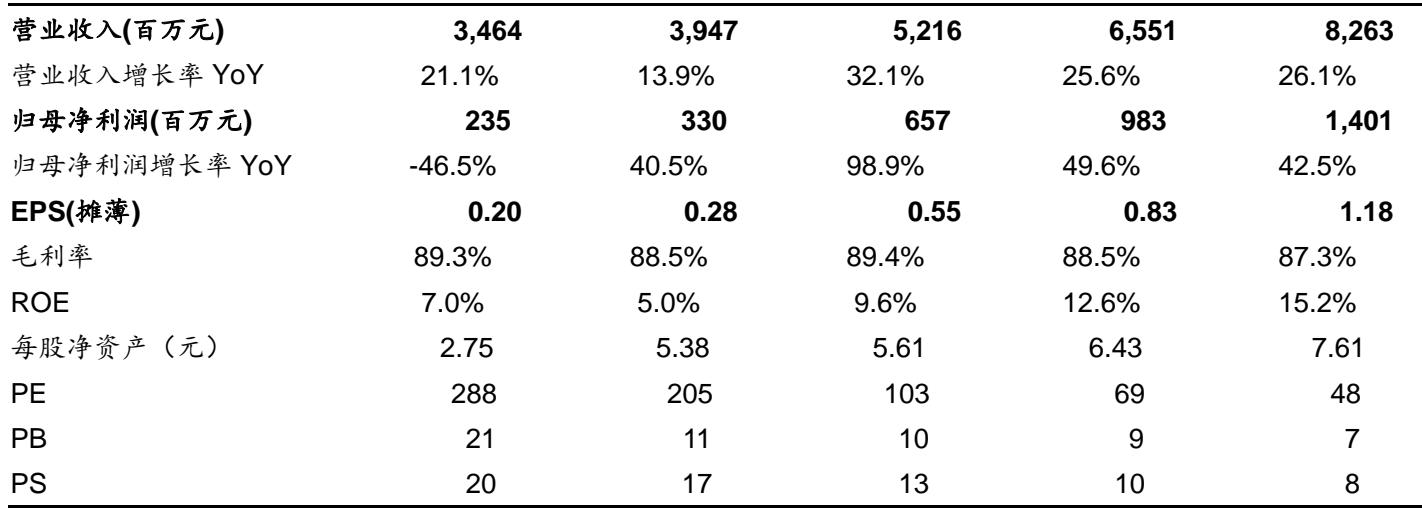 营业收入(百万元) 3,464 3,947 5,216 6,551 8,263
营业收入增长率 YoY 21.1% 13.9% 32.1% 25.6% 26.1%
归母净利润(百万元) 235 330 657 983 1,401
归母净利润增长率 YoY -46.5% 40.5% 98.9% 49.6% 42.5%
EPS(摊薄) 0.20 0.28 0.55 0.83 1.18
毛利率 89.3% 88.5% 89.4% 88.5% 87.3%
ROE 7.0% 5.0% 9.6% 12.6% 15.2%
每股净资产（元） 2.75 5.38 5.61 6.43 7.61
PE 288 205 103 69 48
PB 21 11 10 9 7
PS 20 17 13 10 8